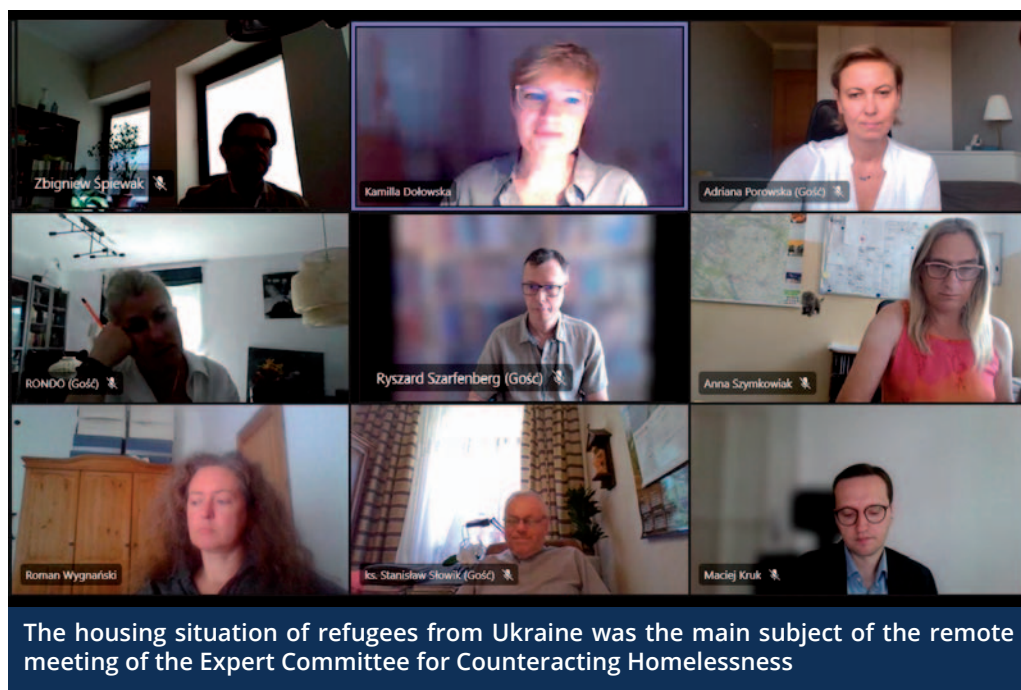 Zbigniew Śpiewak
Kamilla Dołowska
Adriana Porowska (Gość)
RONDO (Gość)
Ryszard Szarfenberg (Gość)
Anna Szymkowiak
Roman Wygnański
ks. Stanisław Słowik (Gość)
Maciej Kruk
The housing situation of refugees from Ukraine was the main subject of the remote
meeting of the Expert Committee for Counteracting Homelessness